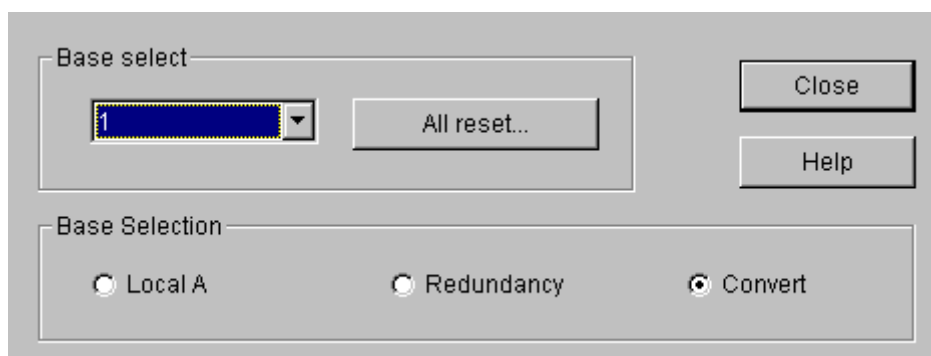 Base select
1
All reset...
Close
Help
Base Selection
Local A
Redundancy
Convert